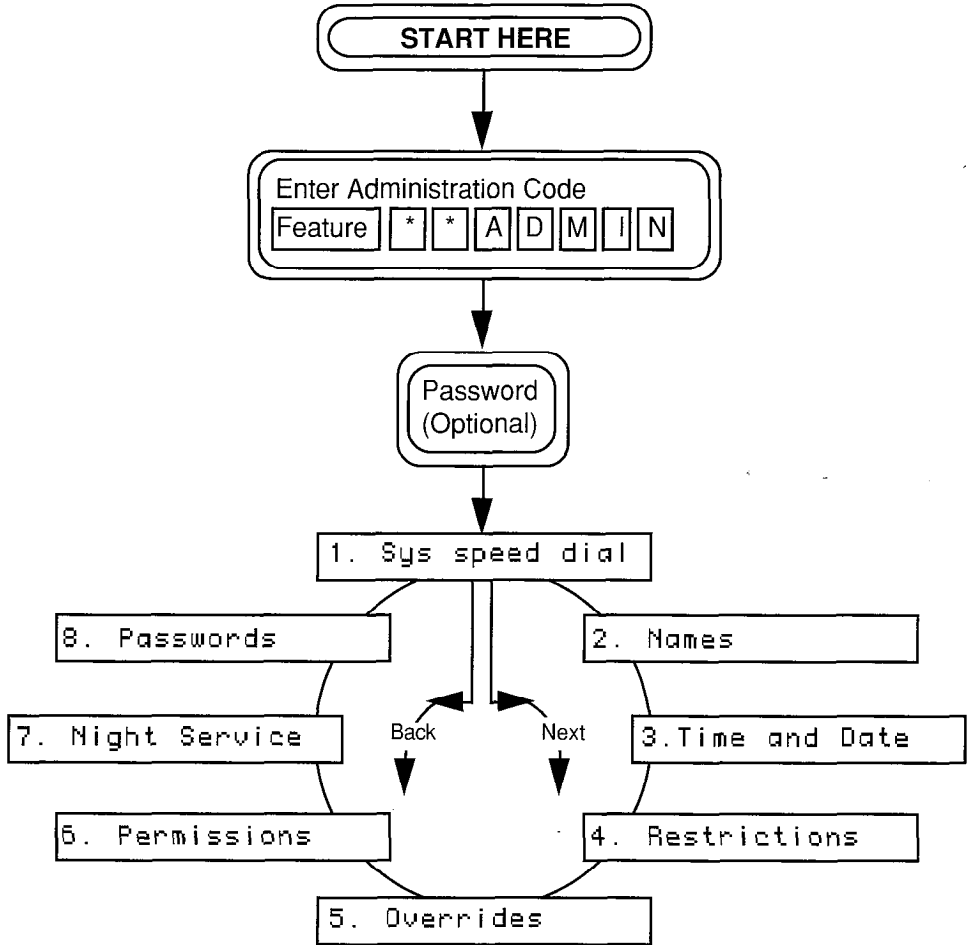 START HERE
Enter Administration Code
Feature * * A D M I N
Password
(Optional)
1. Sys speed dial
8. Passwords
2. Names
7. Night Service
Back
Next
3.Time and Date
6. Permissions
4. Restrictions
5. Overrides